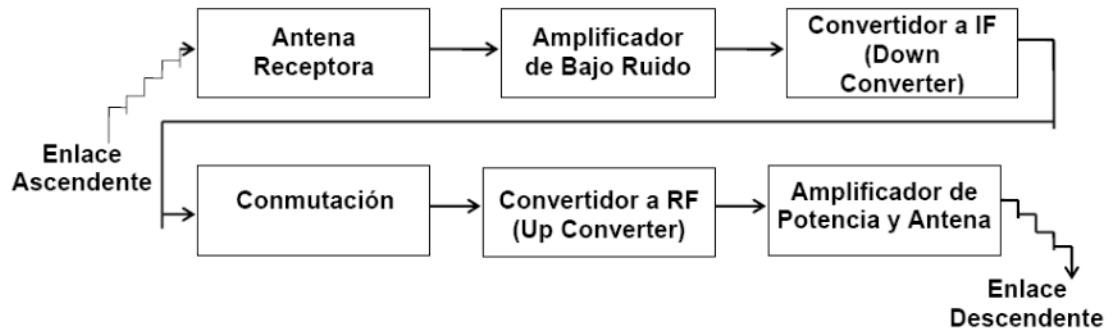 Antena
Receptora
Amplificador
de Bajo Ruido
Convertidor a IF
(Down
Converter)
Enlace
Ascendente
Conmutación
Convertidor a RF
(Up Converter)
Amplificador de
Potencia y Antena
Enlace
Descendente